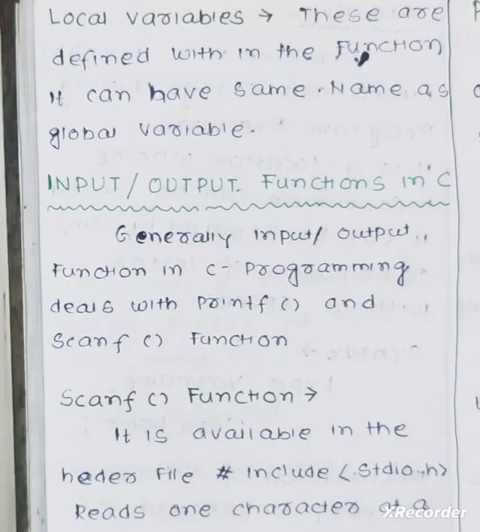 Local variables → These are
defined with in the Function
It can have same Name as
global variable.
INPUT / OUTPUT Functions in C
Generally Input/ output
Function in C- Programming
deals with Printf () and
Scanf () Function
Scanf () Function →
It is available in the
heder File # include <Stdio.h>
Reads one character at a
XRecorder